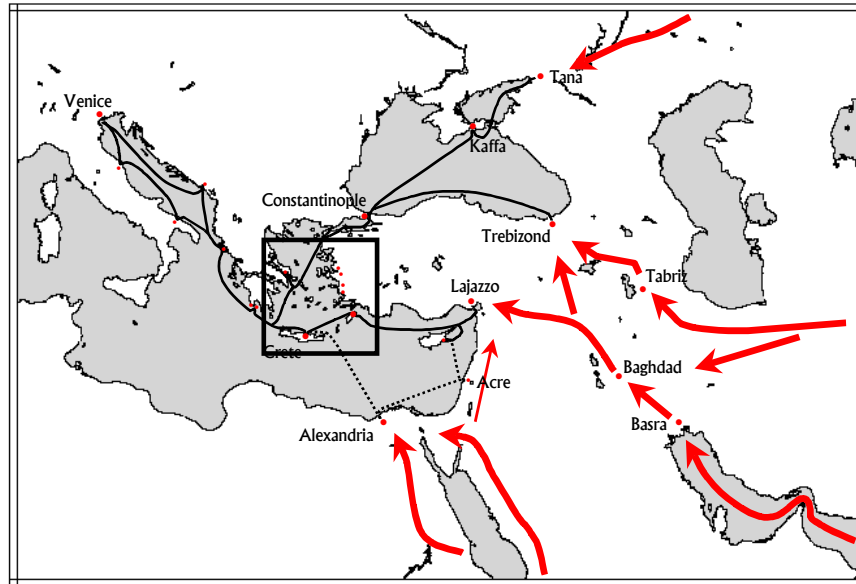 Tana
Venice
Kaffa
Constantinople
Trebizond
Tabriz
Lajazzo
Crete
Baghdad
Acre
Basra
Alexandria